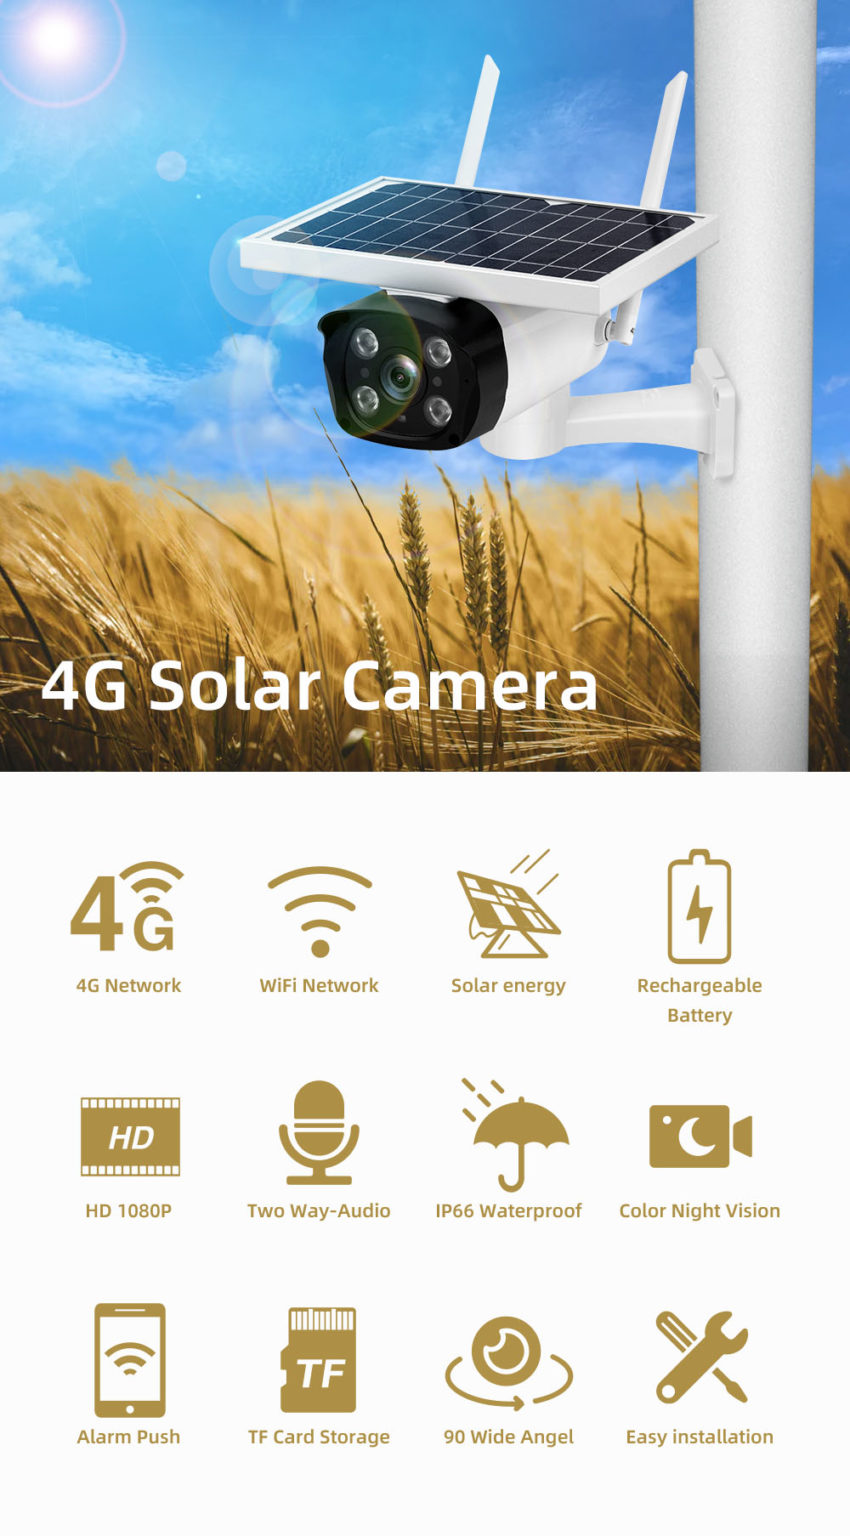 4G Solar Camera
4G
4G Network
WiFi Network
Solar energy
Rechargeable
Battery
HD
HD 1080P
Two Way-Audio
IP66 Waterproof
Color Night Vision
Alarm Push
TF
TF Card Storage
90 Wide Angel
Easy installation